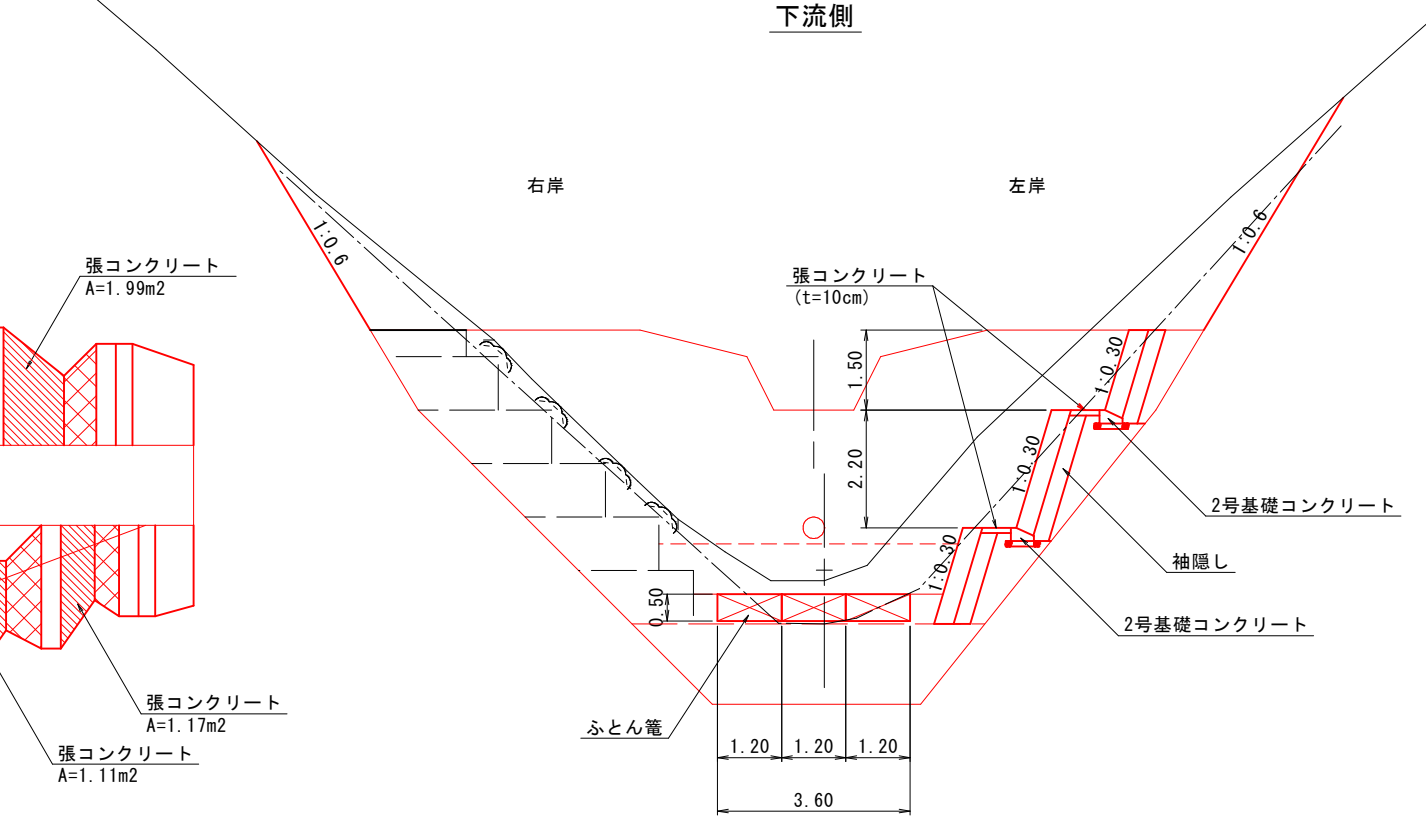 下流側
右岸
左岸
1:0.6
1:0.6
張コンクリート
A=1.99m2
張コンクリート
(t=10cm)
1.50
1:0.30
2.20
1:0.30
2号基礎コンクリート
袖隠し
1:0.30
0.50
2号基礎コンクリート
張コンクリート
A=1.17m2
ふとん篭
張コンクリート
A=1.11m2
1.20
1.20
1.20
3.60